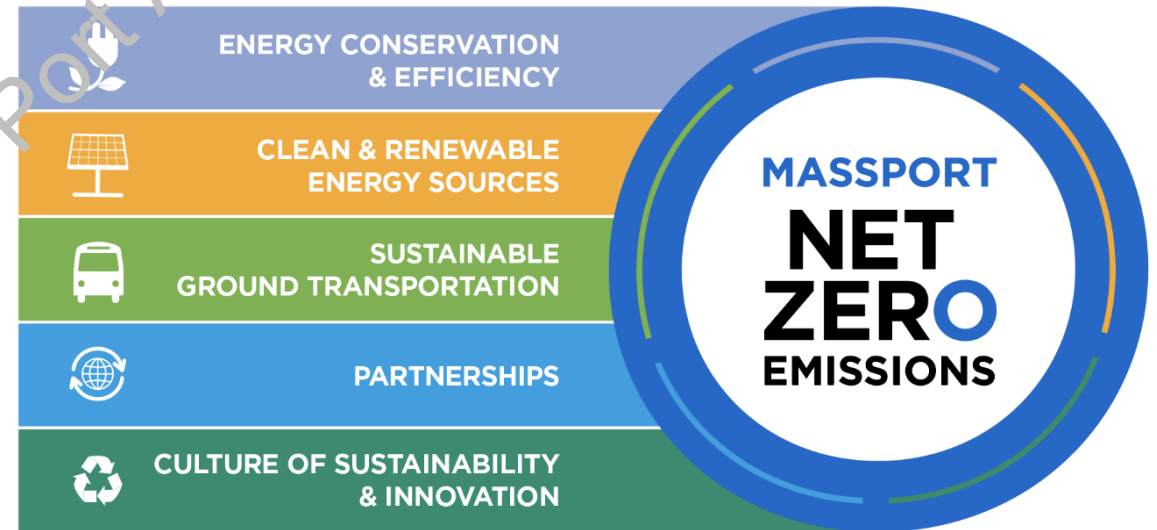 Port
ENERGY CONSERVATION
& EFFICIENCY
CLEAN & RENEWABLE
ENERGY SOURCES
SUSTAINABLE
GROUND TRANSPORTATION
PARTNERSHIPS
CULTURE OF SUSTAINABILITY
& INNOVATION
MASSPORT
NET
ZERO
EMISSIONS